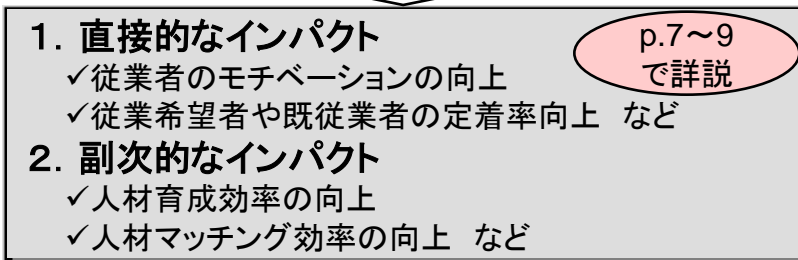 1. 直接的なインパクト
✓従業者のモチベーションの向上
✓従業希望者や既従業者の定着率向上 など
p.7～9
で詳説
2. 副次的なインパクト
✓人材育成効率の向上
✓人材マッチング効率の向上 など